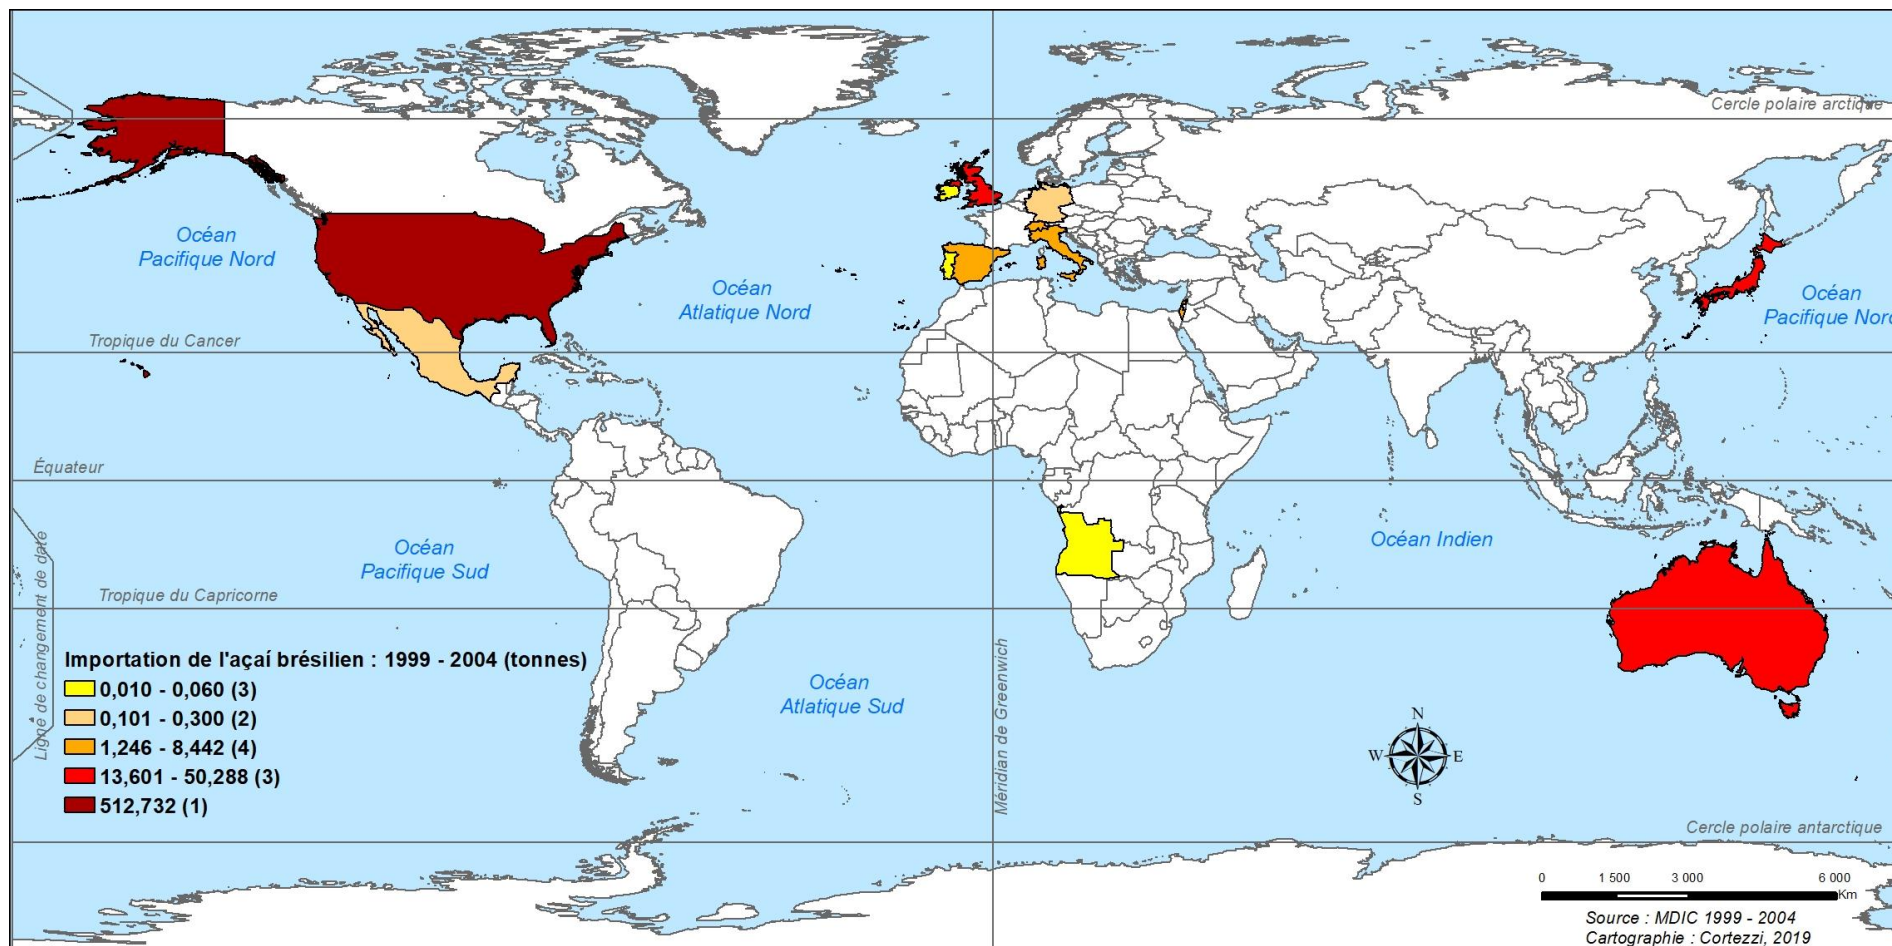 Cercle polaire arctique
Océan
Pacifique Nord
Océan
Atlatique Nord
Océan
Pacifique Nord
Tropique du Cancer
Équateur
Océan
Pacifique Sud
Océan Indien
Tropique du Capricorne
Ligne de changement de date
Importation de l'açaí brésilien : 1999 - 2004 (tonnes)
0,010 - 0,060 (3)
0,101 - 0,300 (2)
1,246 - 8,442 (4)
13,601 - 50,288 (3)
512,732 (1)
Océan
Atlatique Sud
Méridian de Greenwich
N
W E
S
Cercle polaire antarctique
0 1 500 3 000 6 000
Km
Source : MDIC 1999 - 2004
Cartographie : Cortezzi, 2019